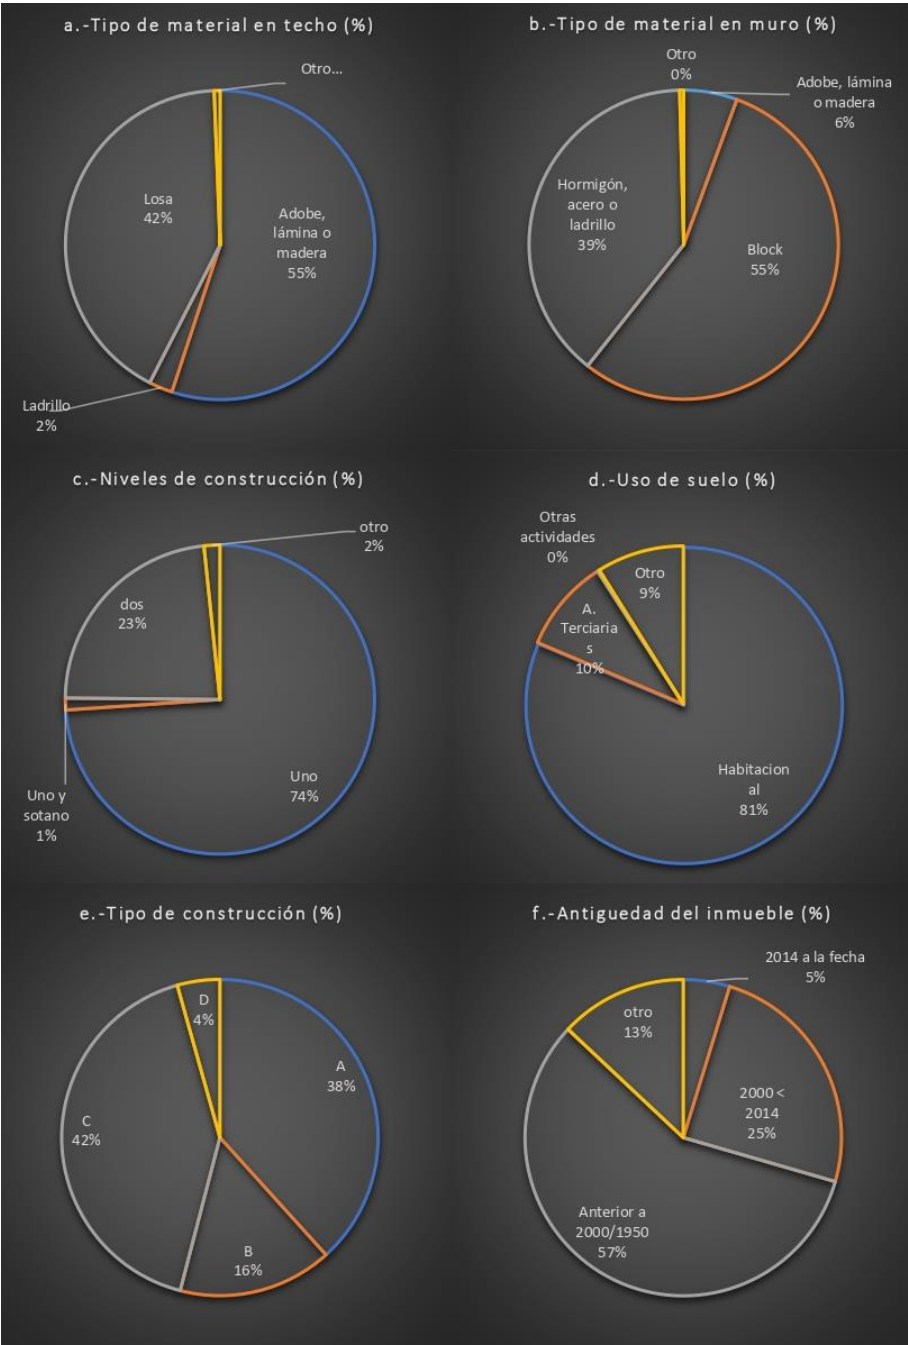 a.-Tipo de material en techo (%)
Otro...
Losa
42%
Adobe,
lámina o
madera
55%
Ladrillo
2%
b.-Tipo de material en muro (%)
Otro
0%
Adobe, lámina
o madera
6%
Hormigón,
acero o
ladrillo
39%
Block
55%
c.-Niveles de construcción (%)
otro
2%
dos
23%
Uno
74%
Uno y
sotano
1%
d.-Uso de suelo (%)
Otras
actividades
0%
Otro
9%
A.
Terciaria
s
10%
Habitacion
al
81%
e.-Tipo de construcción (%)
D
4%
A
38%
C
42%
B
16%
f.-Antiguedad del inmueble (%)
2014 a la fecha
5%
otro
13%
2000 <
2014
25%
Anterior a
2000/1950
57%